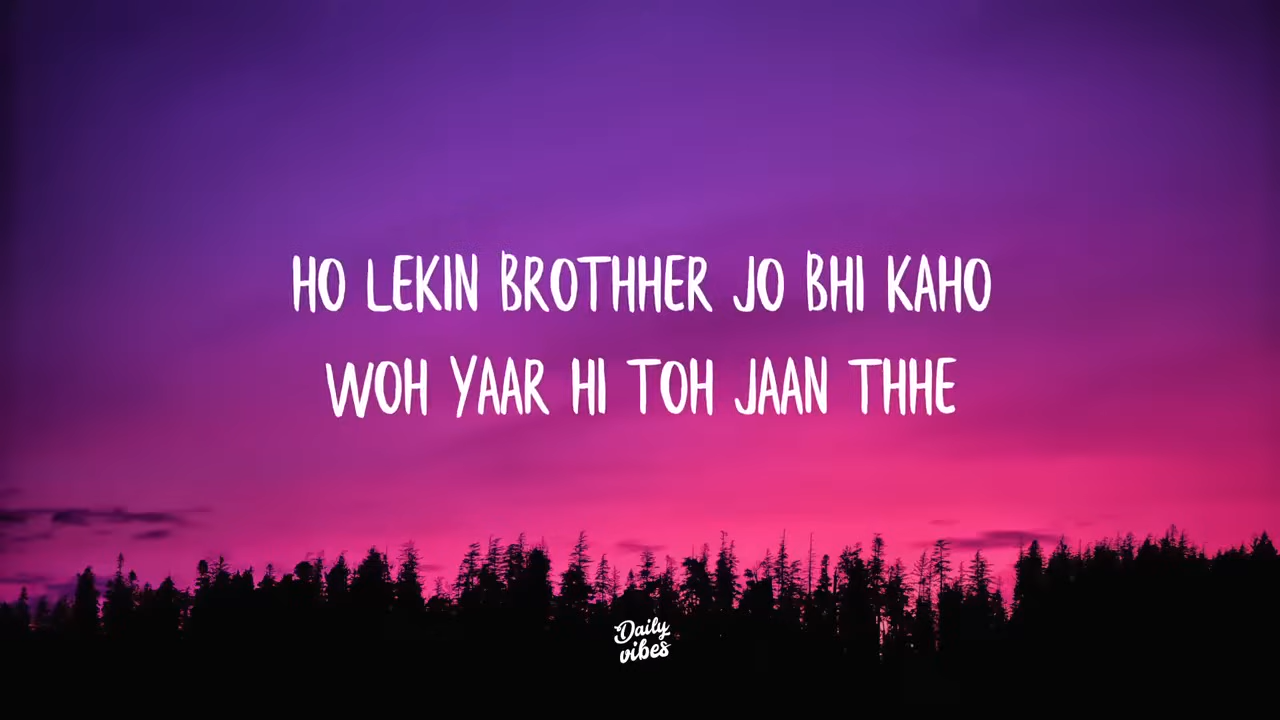 HO LEKIN BROTHHER JO BHI KAHO
WOH YAAR HI TOH JAAN THHE
Daily
vibes